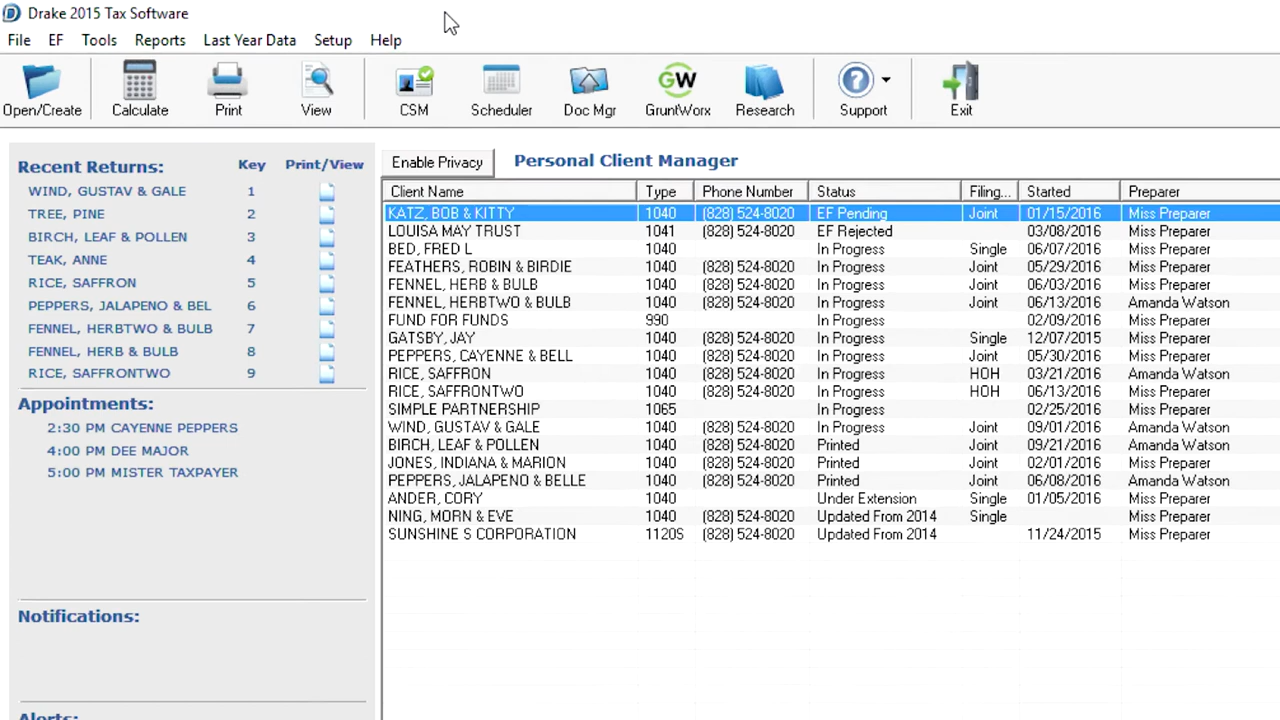 Drake 2015 Tax Software
File EF Tools Reports Last Year Data Setup Help
Open/Create Calculate Print View CSM Scheduler Doc Mgr GW GruntWorx Research Support Exit
Recent Returns: Key Print/View
WIND, GUSTAV & GALE 1
TREE, PINE 2
BIRCH, LEAF & POLLEN 3
TEAK, ANNE 4
RICE, SAFFRON 5
PEPPERS, JALAPENO & BEL 6
FENNEL, HERBTWO & BULB 7
FENNEL, HERB & BULB 8
RICE, SAFFRONTWO 9
Appointments:
2:30 PM CAYENNE PEPPERS
4:00 PM DEE MAJOR
5:00 PM MISTER TAXPAYER
Notifications:
Alerts:
Enable Privacy Personal Client Manager
Client Name Type Phone Number Status Filing... Started Preparer
KATZ, BOB & KITTY 1040 (828) 524-8020 EF Pending Joint 01/15/2016 Miss Preparer
LOUISA MAY TRUST 1041 (828) 524-8020 EF Rejected 03/08/2016 Miss Preparer
BED, FRED L 1040 In Progress Single 06/07/2016 Miss Preparer
FEATHERS, ROBIN & BIRDIE 1040 (828) 524-8020 In Progress Joint 05/29/2016 Miss Preparer
FENNEL, HERB & BULB 1040 (828) 524-8020 In Progress Joint 06/03/2016 Miss Preparer
FENNEL, HERBTWO & BULB 1040 (828) 524-8020 In Progress Joint 06/13/2016 Amanda Watson
FUND FOR FUNDS 990 In Progress 02/09/2016 Miss Preparer
GATSBY, JAY 1040 (828) 524-8020 In Progress Single 12/07/2015 Miss Preparer
PEPPERS, CAYENNE & BELL 1040 (828) 524-8020 In Progress Joint 05/30/2016 Miss Preparer
RICE, SAFFRON 1040 (828) 524-8020 In Progress HOH 03/21/2016 Amanda Watson
RICE, SAFFRONTWO 1040 (828) 524-8020 In Progress HOH 06/13/2016 Miss Preparer
SIMPLE PARTNERSHIP 1065 In Progress 02/25/2016 Miss Preparer
WIND, GUSTAV & GALE 1040 (828) 524-8020 In Progress Joint 09/01/2016 Amanda Watson
BIRCH, LEAF & POLLEN 1040 (828) 524-8020 Printed Joint 09/21/2016 Amanda Watson
JONES, INDIANA & MARION 1040 (828) 524-8020 Printed Joint 02/01/2016 Miss Preparer
PEPPERS, JALAPENO & BELLE 1040 (828) 524-8020 Printed Joint 06/08/2016 Amanda Watson
ANDER, CORY 1040 Under Extension Single 01/05/2016 Miss Preparer
NING, MORN & EVE 1040 (828) 524-8020 Updated From 2014 Single Miss Preparer
SUNSHINE S CORPORATION 1120S (828) 524-8020 Updated From 2014 11/24/2015 Miss Preparer